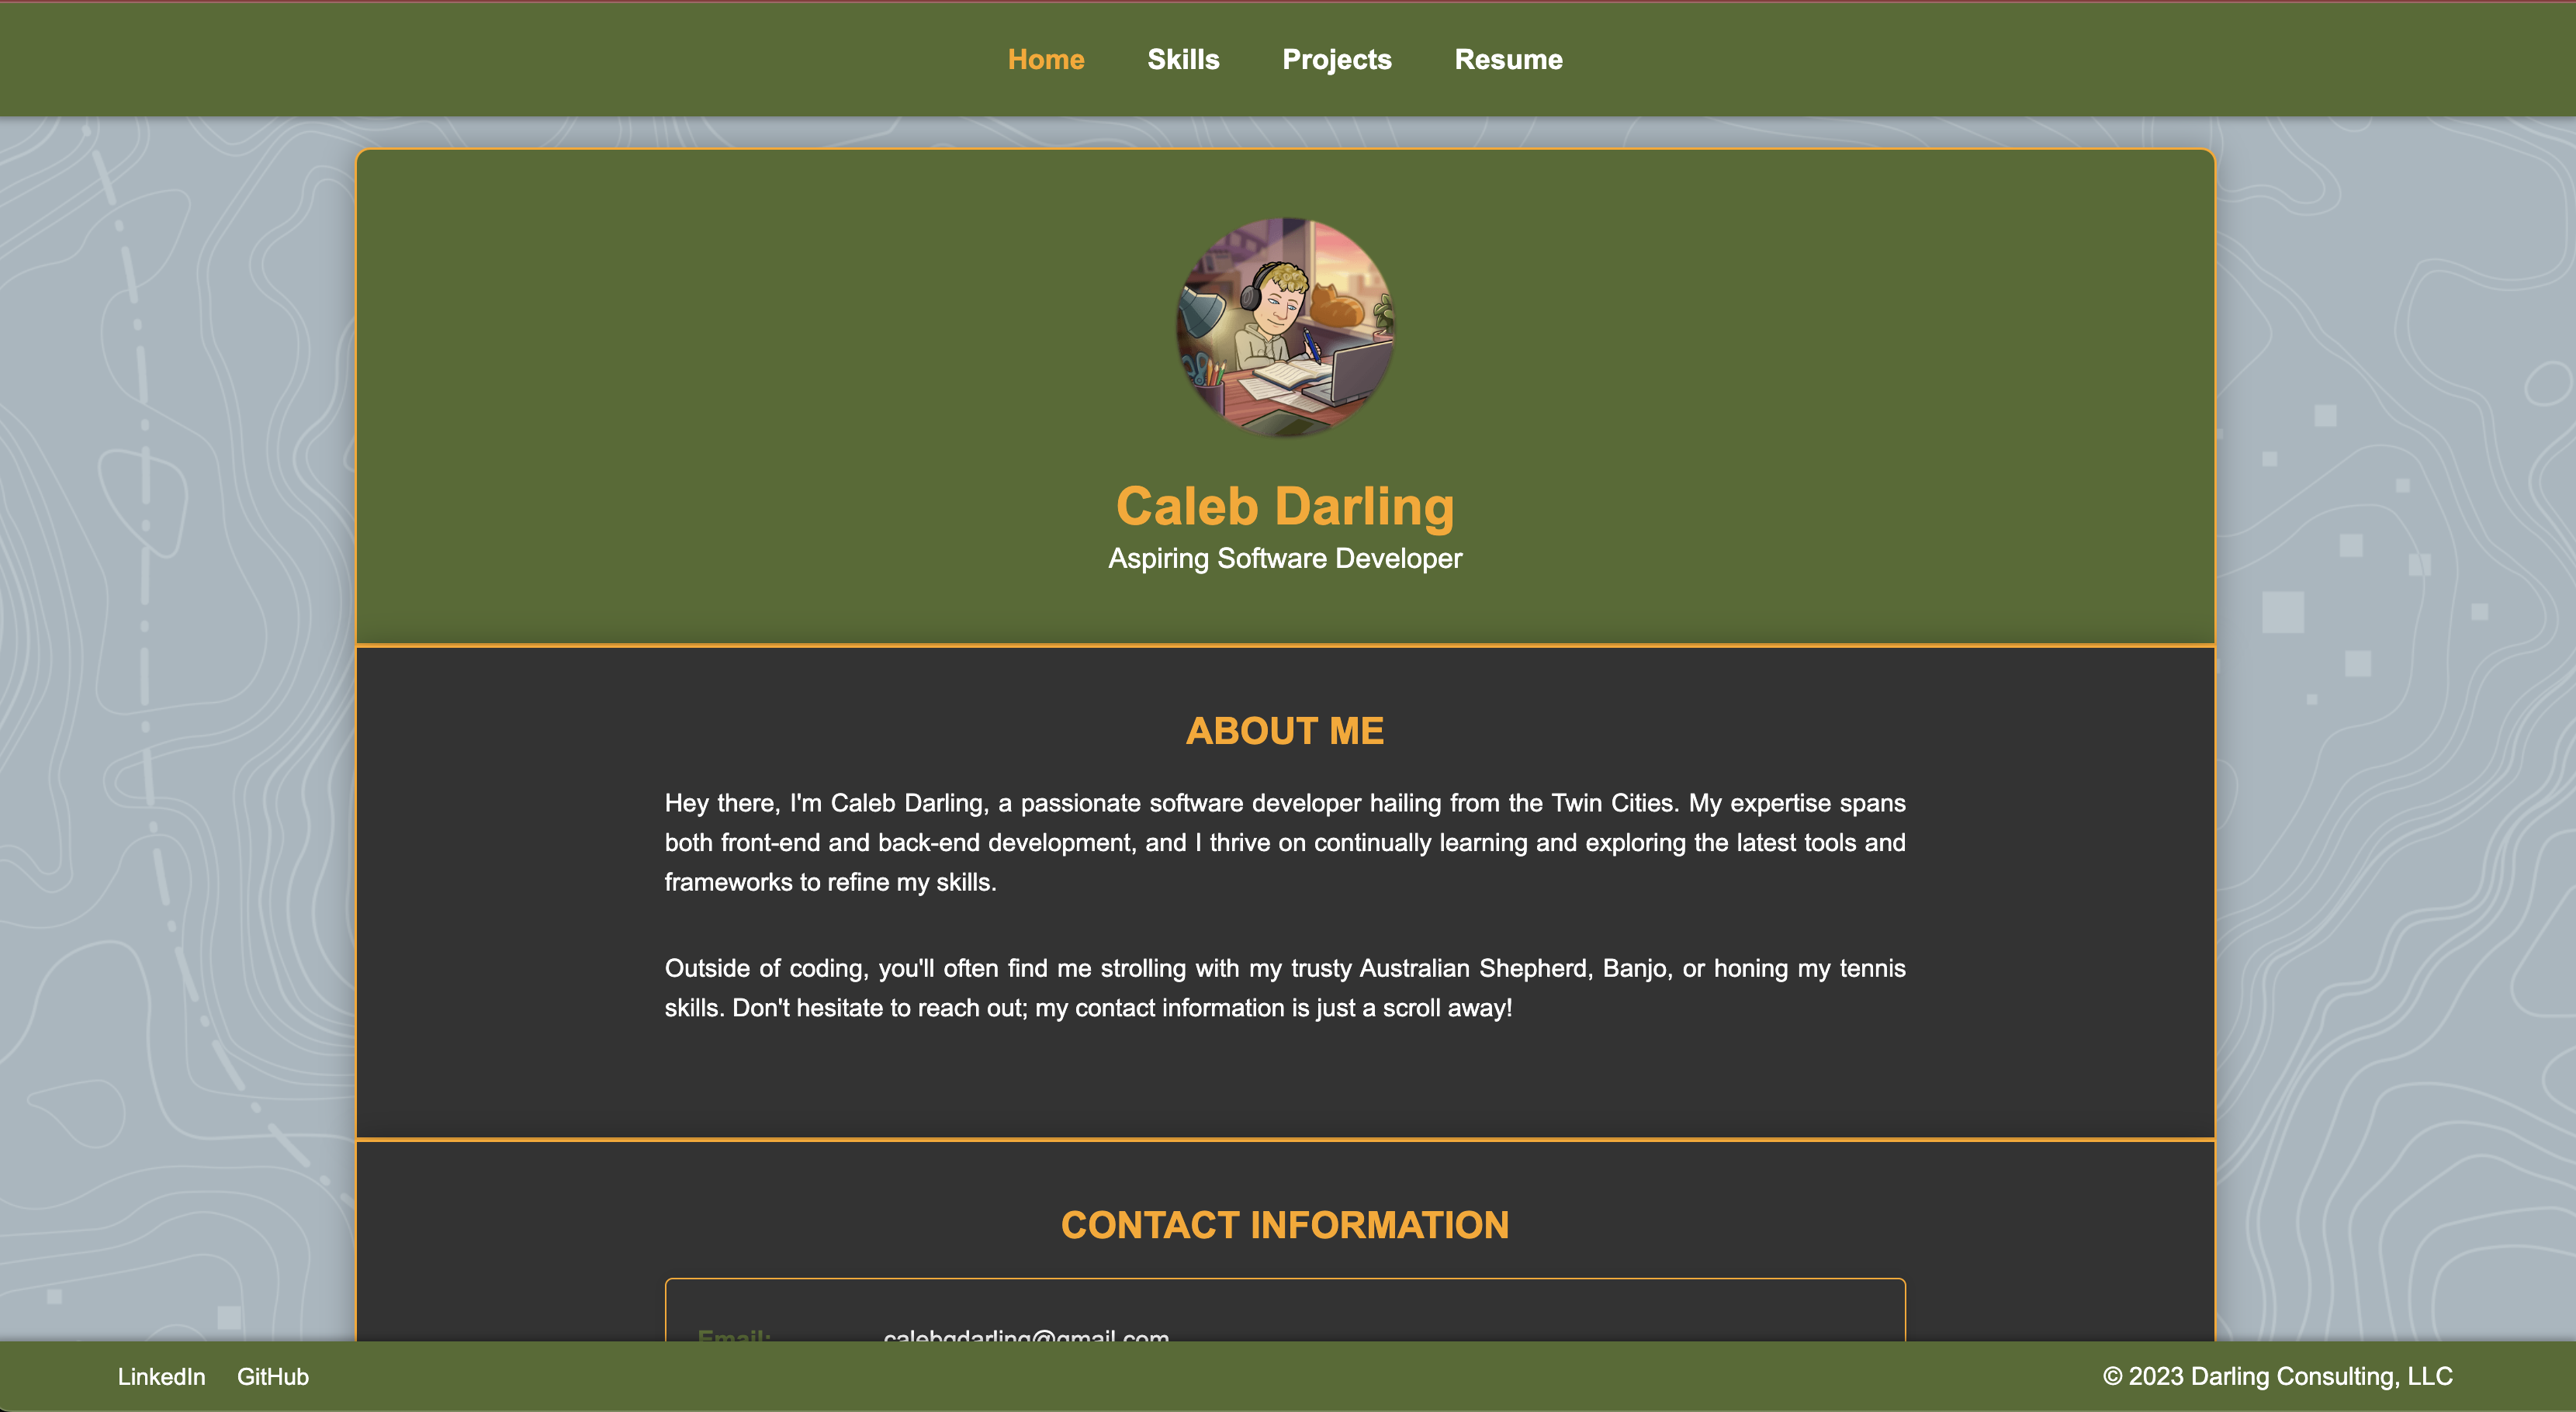 Home Skills Projects Resume
Caleb Darling
Aspiring Software Developer
ABOUT ME
Hey there, I'm Caleb Darling, a passionate software developer hailing from the Twin Cities. My expertise spans
both front-end and back-end development, and I thrive on continually learning and exploring the latest tools and
frameworks to refine my skills.
Outside of coding, you'll often find me strolling with my trusty Australian Shepherd, Banjo, or honing my tennis
skills. Don't hesitate to reach out; my contact information is just a scroll away!
CONTACT INFORMATION
Email: calebgdarling@gmail.com
LinkedIn GitHub © 2023 Darling Consulting, LLC